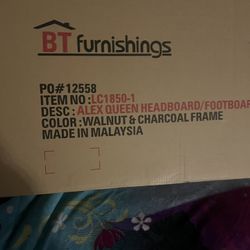 BT furnishings
PO#12558
ITEM NO:LC1850-1
DESC:ALEX QUEEN HEADBOARD/FOOTBOAR
COLOR:WALNUT & CHARCOAL FRAME
MADE IN MALAYSIA